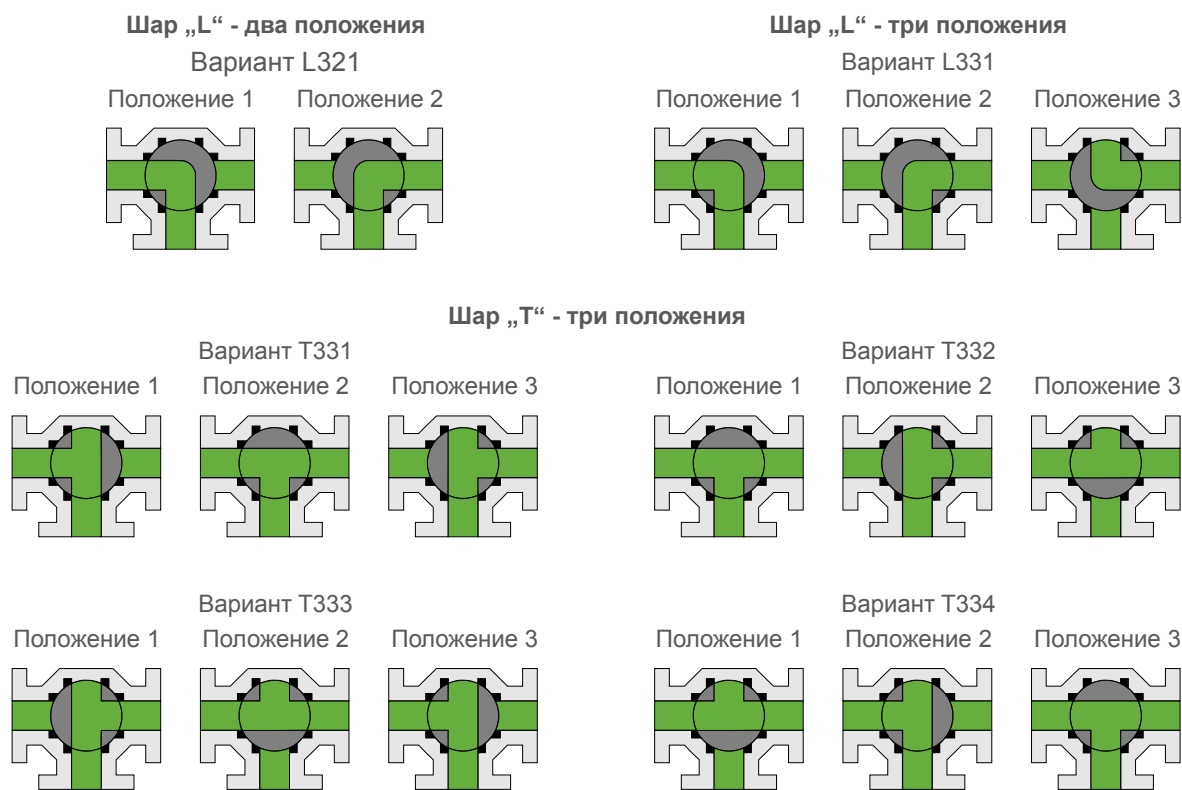 Шар „L“ - два положения
Вариант L321
Положение 1 Положение 2
Шар „L“ - три положения
Вариант L331
Положение 1 Положение 2 Положение 3
Шар „T“ - три положения
Вариант T331
Положение 1 Положение 2 Положение 3
Вариант T332
Положение 1 Положение 2 Положение 3
Вариант T333
Положение 1 Положение 2 Положение 3
Вариант T334
Положение 1 Положение 2 Положение 3